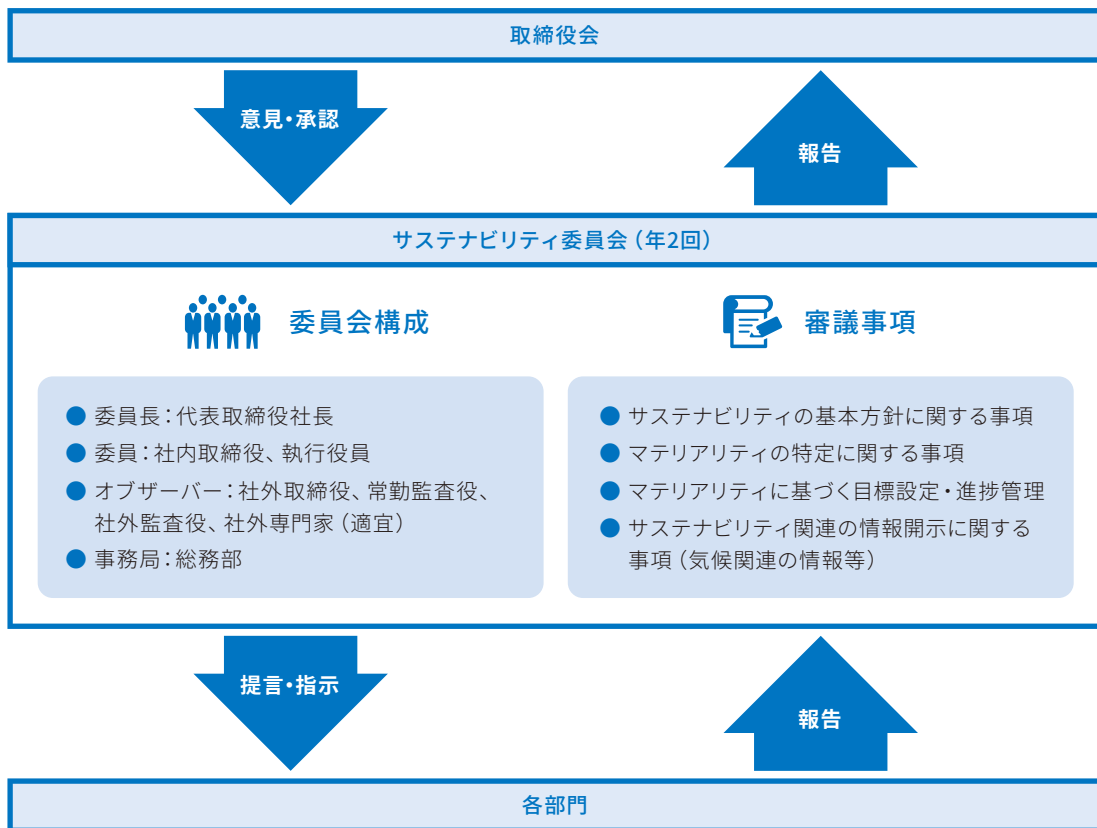 取締役会
意見・承認
報告
サステナビリティ委員会（年2回）
委員会構成
● 委員長：代表取締役社長
● 委員：社内取締役、執行役員
● オブザーバー：社外取締役、常勤監査役、
社外監査役、社外専門家（適宜）
● 事務局：総務部
審議事項
● サステナビリティの基本方針に関する事項
● マテリアリティの特定に関する事項
● マテリアリティに基づく目標設定・進捗管理
● サステナビリティ関連の情報開示に関する
事項（気候関連の情報等）
提言・指示
報告
各部門